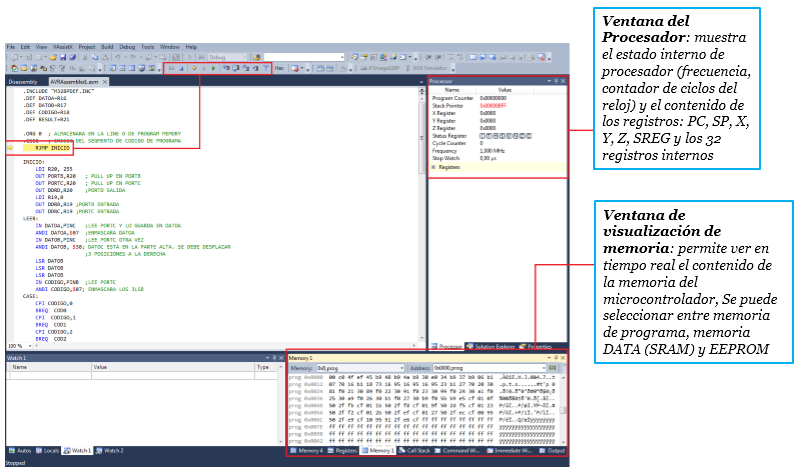 File Edit View VAssistX Project Build Debug Tools Window Help
Debug
Hex
ATmega328P AVR Simulator
Disassembly AVRAssembler1.asm
.INCLUDE "M328PDEF.INC"
.DEF DATOA=R16
.DEF DATOB=R17
.DEF CODIGO=R18
.DEF RESULT=R21
.ORG 0 ; ALMACENARA EN LA LINE 0 DE PROGRAM MEMORY
.CSEG ; INICIO DEL SEGMENTO DE CODIGO DE PROGRAMA
RJMP INICIO
INICIO:
LDI R20, 255
OUT PORTB,R20 ; PULL UP EN PORTB
OUT PORTC,R20 ; PULL UP EN PORTC
OUT DDRD,R20 ;PORTD SALIDA
LDI R19,0
OUT DDRB,R19 ;PORTB ENTRADA
OUT DDRC,R19 ;PORTC ENTRADA
LEER:
IN DATOA,PINC ;LEE PORTC Y LO GUARDA EN DATOA
ANDI DATOA,$07 ;ENMASCARA DATOA
IN DATOB,PINC ;LEE PORTC OTRA VEZ
ANDI DATOB, $38; DATOC ESTA EN LA PARTE ALTA. SE DEBE DESPLAZAR
;3 POSICIONES A LA DERECHA
LSR DATOB
LSR DATOB
LSR DATOB
IN CODIGO,PINB ;LEE PORTC
ANDI CODIGO,$07; ENMASCARA LOS 3LSB
CASE:
CPI CODIGO,0
BREQ COD0
CPI CODIGO,1
BREQ COD1
CPI CODIGO,2
BREQ COD2
100 %
Processor
Name Value
Program Counter 0x00000000
Stack Pointer 0x000008FF
X Register 0x0000
Y Register 0x0000
Z Register 0x0000
Status Register
Cycle Counter 0
Frequency 1,000 MHz
Stop Watch 0,00 µs
Registers
Processor Solution Explorer Properties
Ventana del
Procesador: muestra
el estado interno de
procesador (frecuencia,
contador de ciclos del
reloj) y el contenido de
los registros: PC, SP, X,
Y, Z, SREG y los 32
registros internos
Ventana de
visualización de
memoria: permite ver en
tiempo real el contenido de
la memoria del
microcontrolador, Se puede
seleccionar entre memoria
de programa, memoria
DATA (SRAM) y EEPROM
Watch 1
Name Value Type
Autos Locals Watch 1 Watch 2
Memory 1
Memory: prog Address: 0x0000,prog
Memory 4 Registers Memory 1 Call Stack Command Wi... Immediate Wi... Output
Stopped